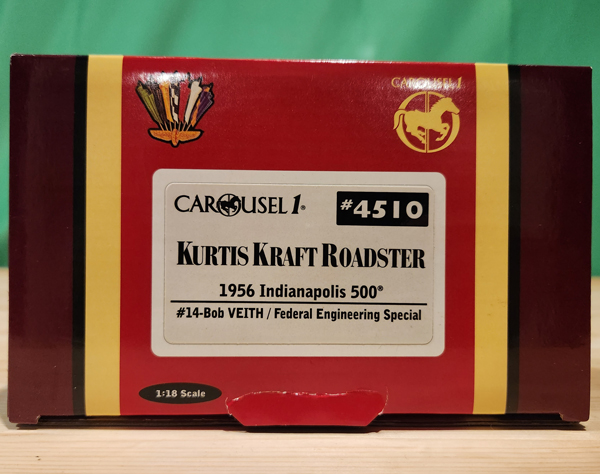 CAROUSEL 1
CAROUSEL 1®
#4510
KURTIS KRAFT ROADSTER
1956 Indianapolis 500®
#14-Bob VEITH / Federal Engineering Special
1:18 Scale